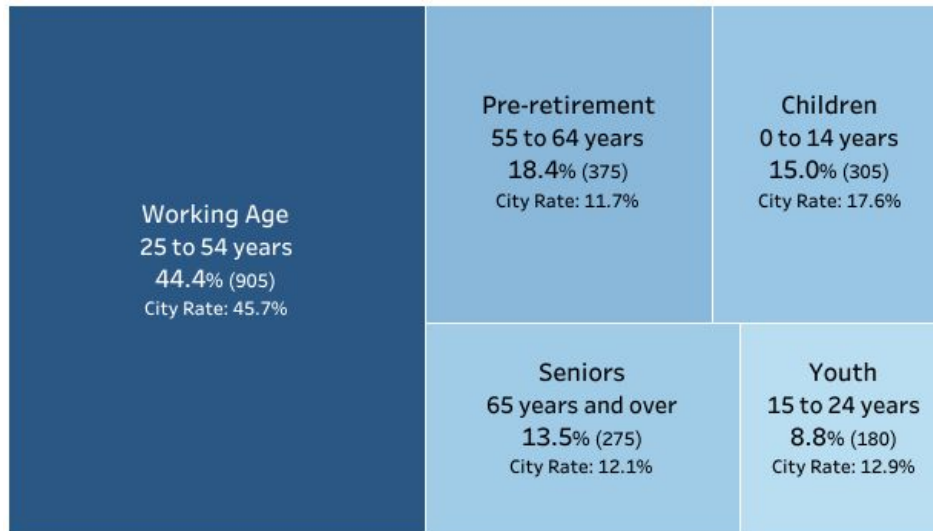 Working Age
25 to 54 years
44.4% (905)
City Rate: 45.7%
Pre-retirement
55 to 64 years
18.4% (375)
City Rate: 11.7%
Children
0 to 14 years
15.0% (305)
City Rate: 17.6%
Seniors
65 years and over
13.5% (275)
City Rate: 12.1%
Youth
15 to 24 years
8.8% (180)
City Rate: 12.9%